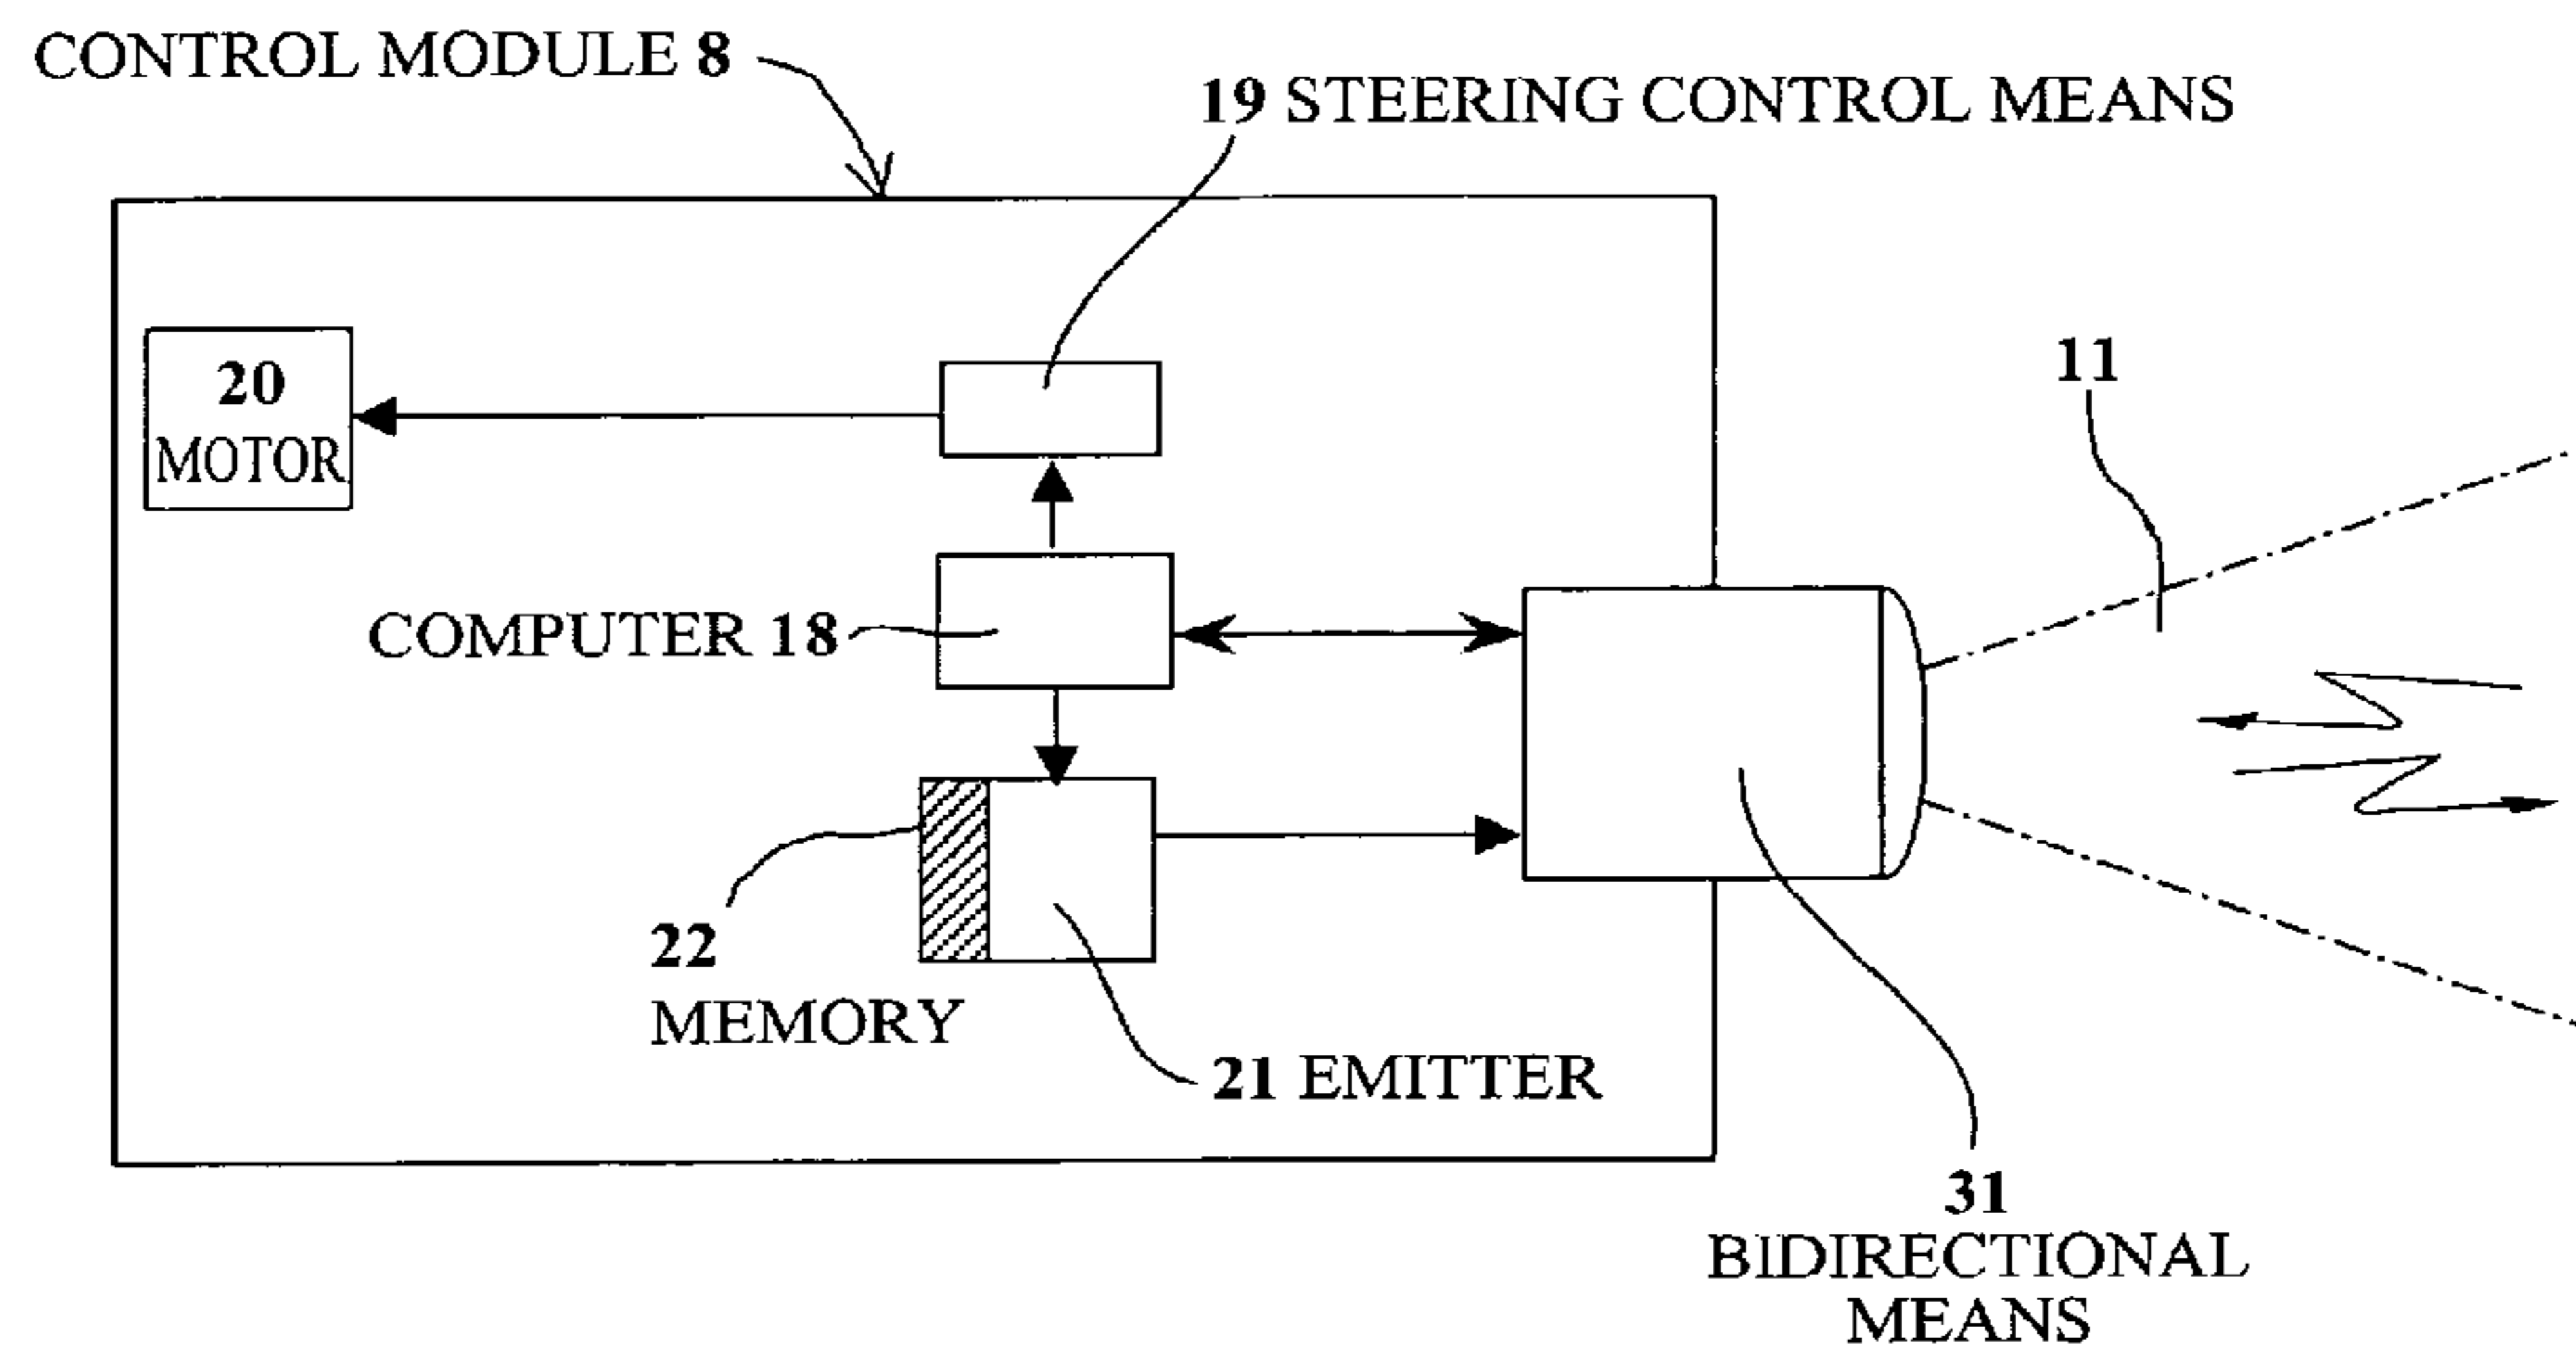 CONTROL MODULE 8
19 STEERING CONTROL MEANS
20
MOTOR
11
COMPUTER 18
22
MEMORY
21 EMITTER
31
BIDIRECTIONAL
MEANS